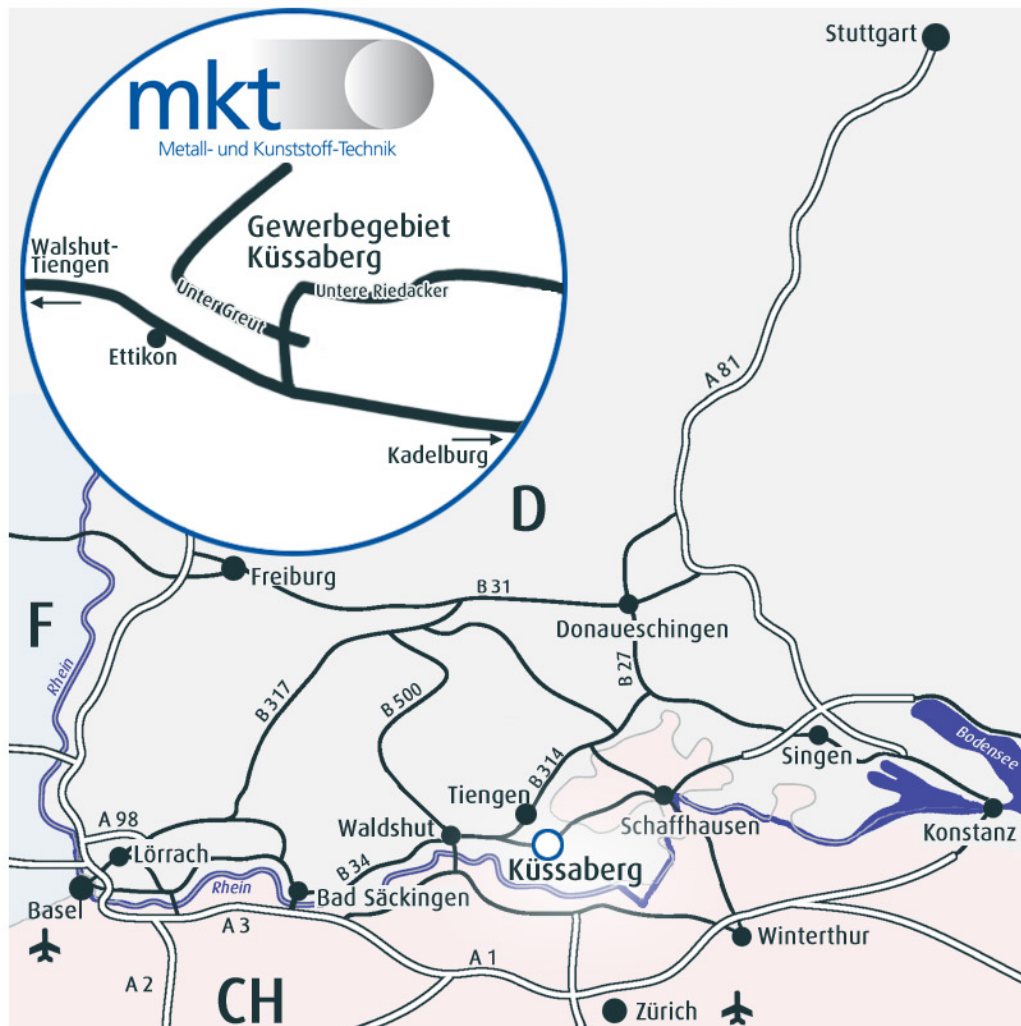 Stuttgart
mkt
Metall- und Kunststoff-Technik
Gewerbegebiet
Küssaberg
Walshut-
Tiengen
Untere Riedacker
Unter Greut
Ettikon
Kadelburg
A 81
D
Freiburg
B 31
F
Donaueschingen
Rhein
B 317
B 500
B 27
Bodensee
Singen
B 314
Tiengen
Schaffhausen
Konstanz
A 98
Waldshut
Lörrach
Küssaberg
B 34
Rhein
Basel
Bad Säckingen
A 3
Winterthur
A 1
A 2
CH
Zürich